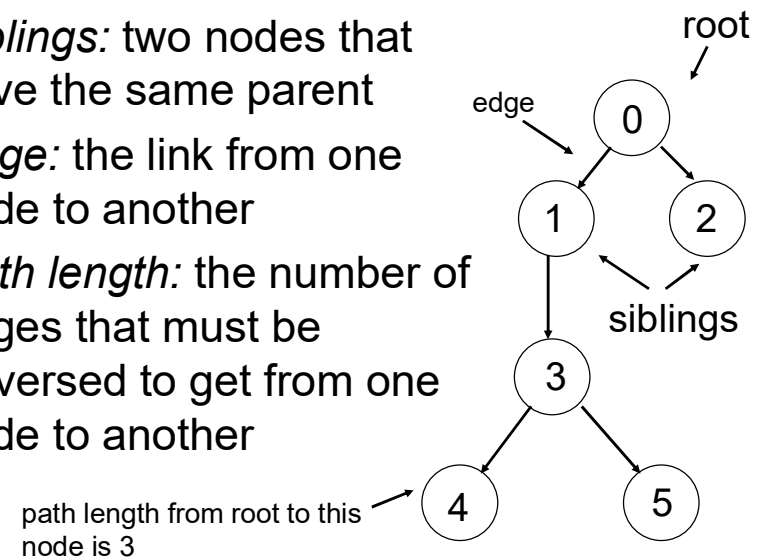 blings: two nodes that
ve the same parent
ge: the link from one
de to another
th length: the number of
ges that must be
versed to get from one
de to another
root
edge
0
1
2
siblings
3
4
5
path length from root to this
node is 3